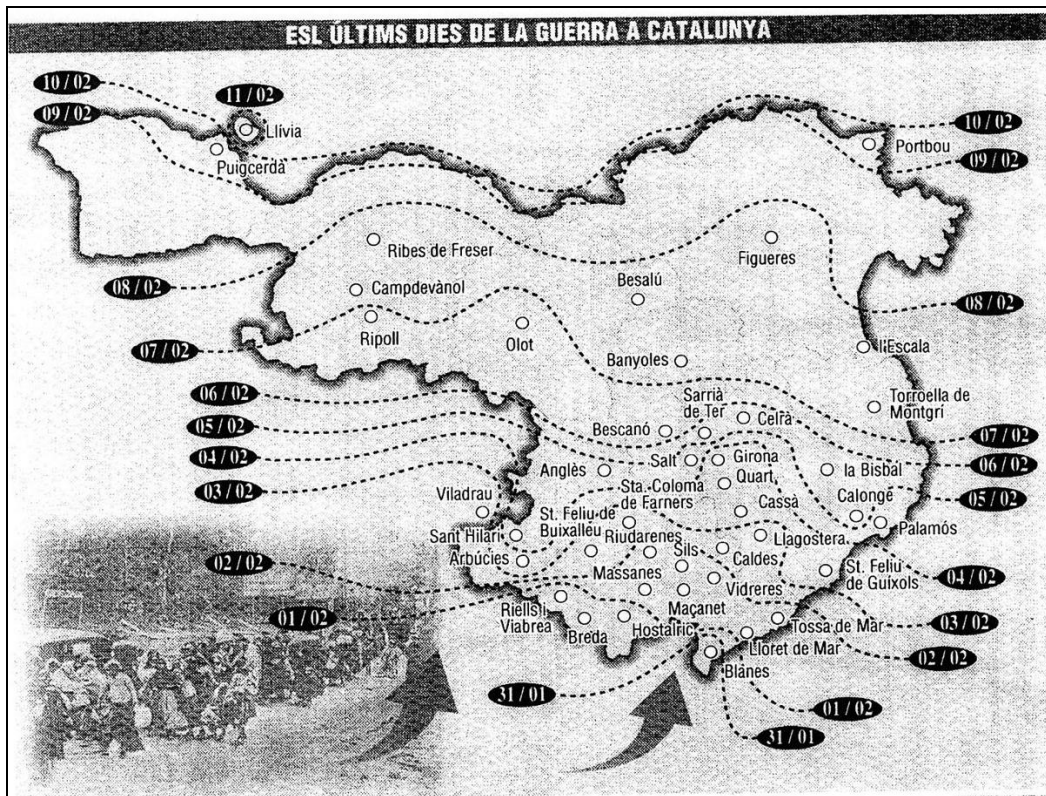 ESL ÚLTIMS DIES DE LA GUERRA A CATALUNYA
10 / 02
11 / 02
09 / 02
Llívia
Puigcerdà
10 / 02
Portbou
09 / 02
Ribes de Freser
Figueres
Besalú
08 / 02
Campdevànol
08 / 02
Ripoll
Olot
07 / 02
l'Escala
Banyoles
06 / 02
Sarrià
de Ter
Celrà
Torroella de
Montgrí
05 / 02
Bescanó
07 / 02
04 / 02
Anglès
Salt
Girona
la Bisbal
06 / 02
Quart
03 / 02
Viladrau
Sta. Coloma
de Farners
Cassà
Calonge
05 / 02
St. Feliu de
Buixalleu
Palamós
Sant Hilari
Riudarenes
Llagostera
Arbúcies
Sils
Caldes
02 / 02
Massanes
St. Feliu
de Guíxols
04 / 02
Vidreres
Riells i
Viabrea
Maçanet
01 / 02
Breda
Hostalric
Tossa de Mar
03 / 02
Lloret de Mar
02 / 02
Blanes
31 / 01
01 / 02
31 / 01